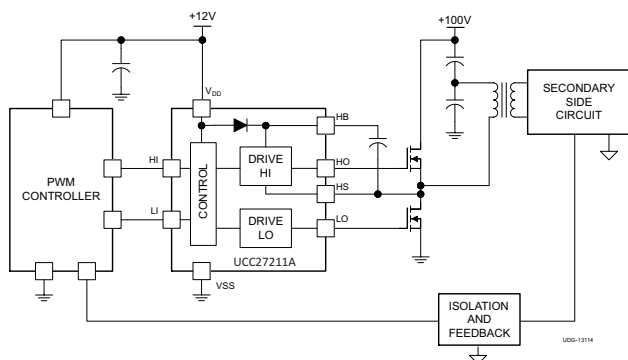 +12V
+100V
V_DD
HB
SECONDARY
SIDE
CIRCUIT
PWM
CONTROLLER
HI
CONTROL
DRIVE
HI
HO
HS
LI
DRIVE
LO
LO
UCC27211A
VSS
ISOLATION
AND
FEEDBACK
UDG-13114